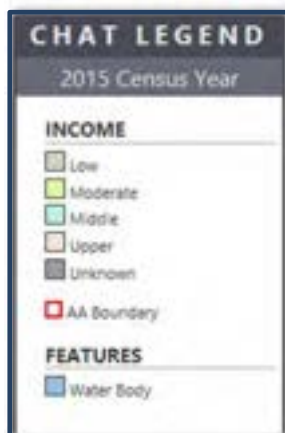 CHAT LEGEND
2015 Census Year
INCOME
Low
Moderate
Middle
Upper
Unknown
AA Boundary
FEATURES
Water Body